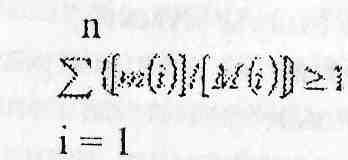 n
∑ ([m(i)]/[M(i)]) ≥ 1
i = 1